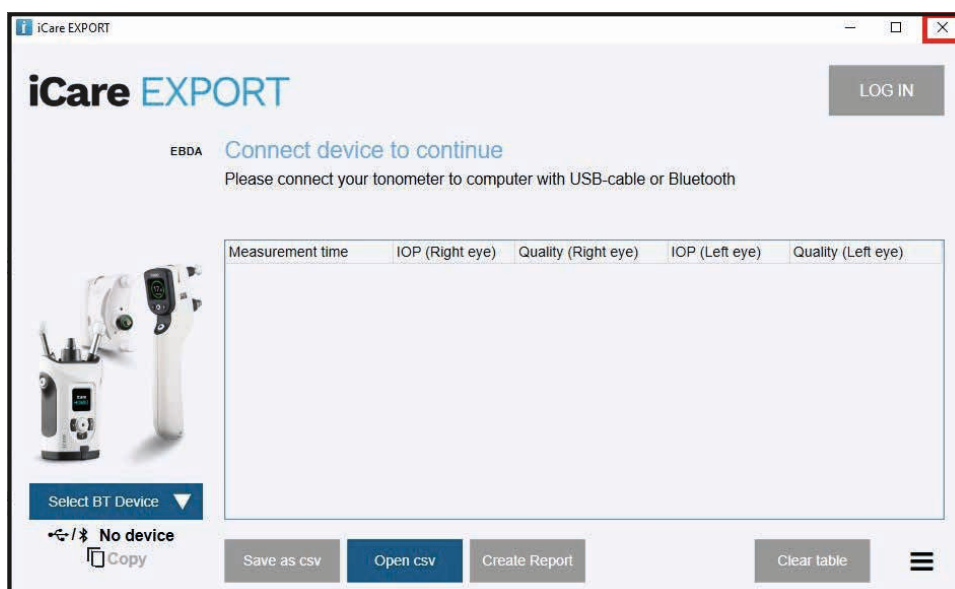 iCare EXPORT
iCare EXPORT
LOG IN
EBDA
Connect device to continue
Please connect your tonometer to computer with USB-cable or Bluetooth
Measurement time IOP (Right eye) Quality (Right eye) IOP (Left eye) Quality (Left eye)
Select BT Device
/ No device
Copy
Save as csv Open csv Create Report Clear table